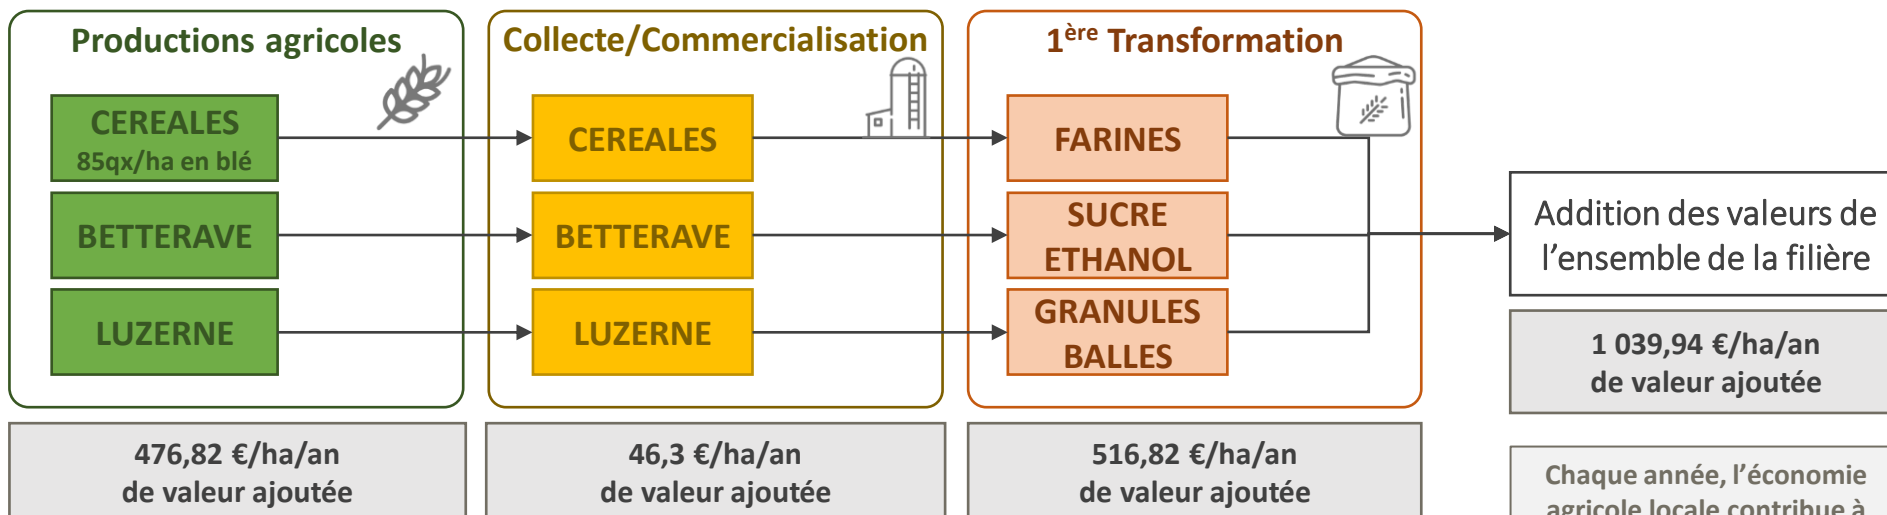 Productions agricoles
CEREALES
85qx/ha en blé
BETTERAVE
LUZERNE
476,82 €/ha/an
de valeur ajoutée
Collecte/Commercialisation
CEREALES
BETTERAVE
LUZERNE
46,3 €/ha/an
de valeur ajoutée
1ère Transformation
FARINES
SUCRE
ETHANOL
GRANULES
BALLES
516,82 €/ha/an
de valeur ajoutée
Addition des valeurs de
l'ensemble de la filière
1 039,94 €/ha/an
de valeur ajoutée
Chaque année, l'économie
agricole locale contribue à